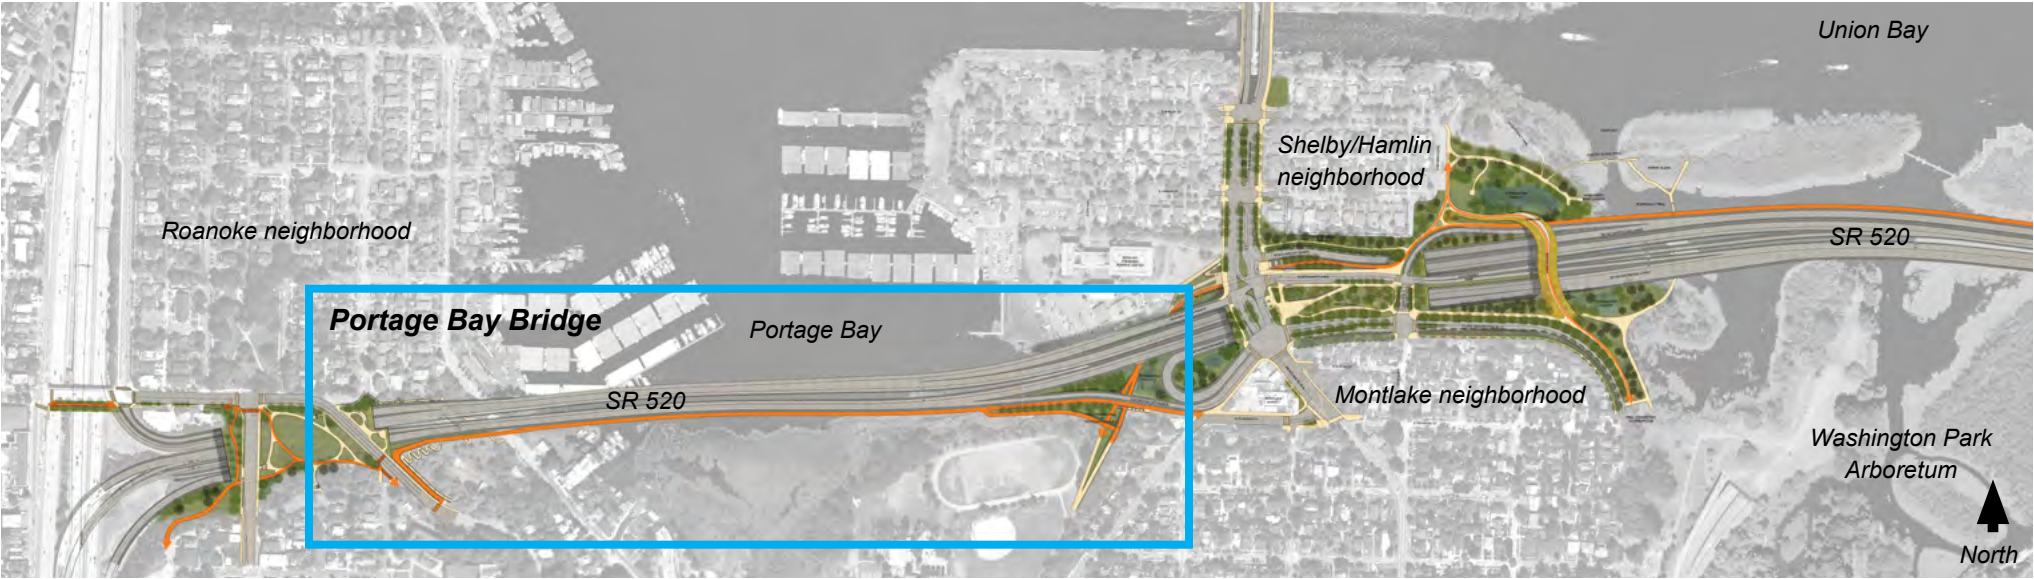 Union Bay
Shelby/Hamlin
neighborhood
Roanoke neighborhood
SR 520
Portage Bay Bridge
Portage Bay
SR 520
Montlake neighborhood
Washington Park
Arboretum
North